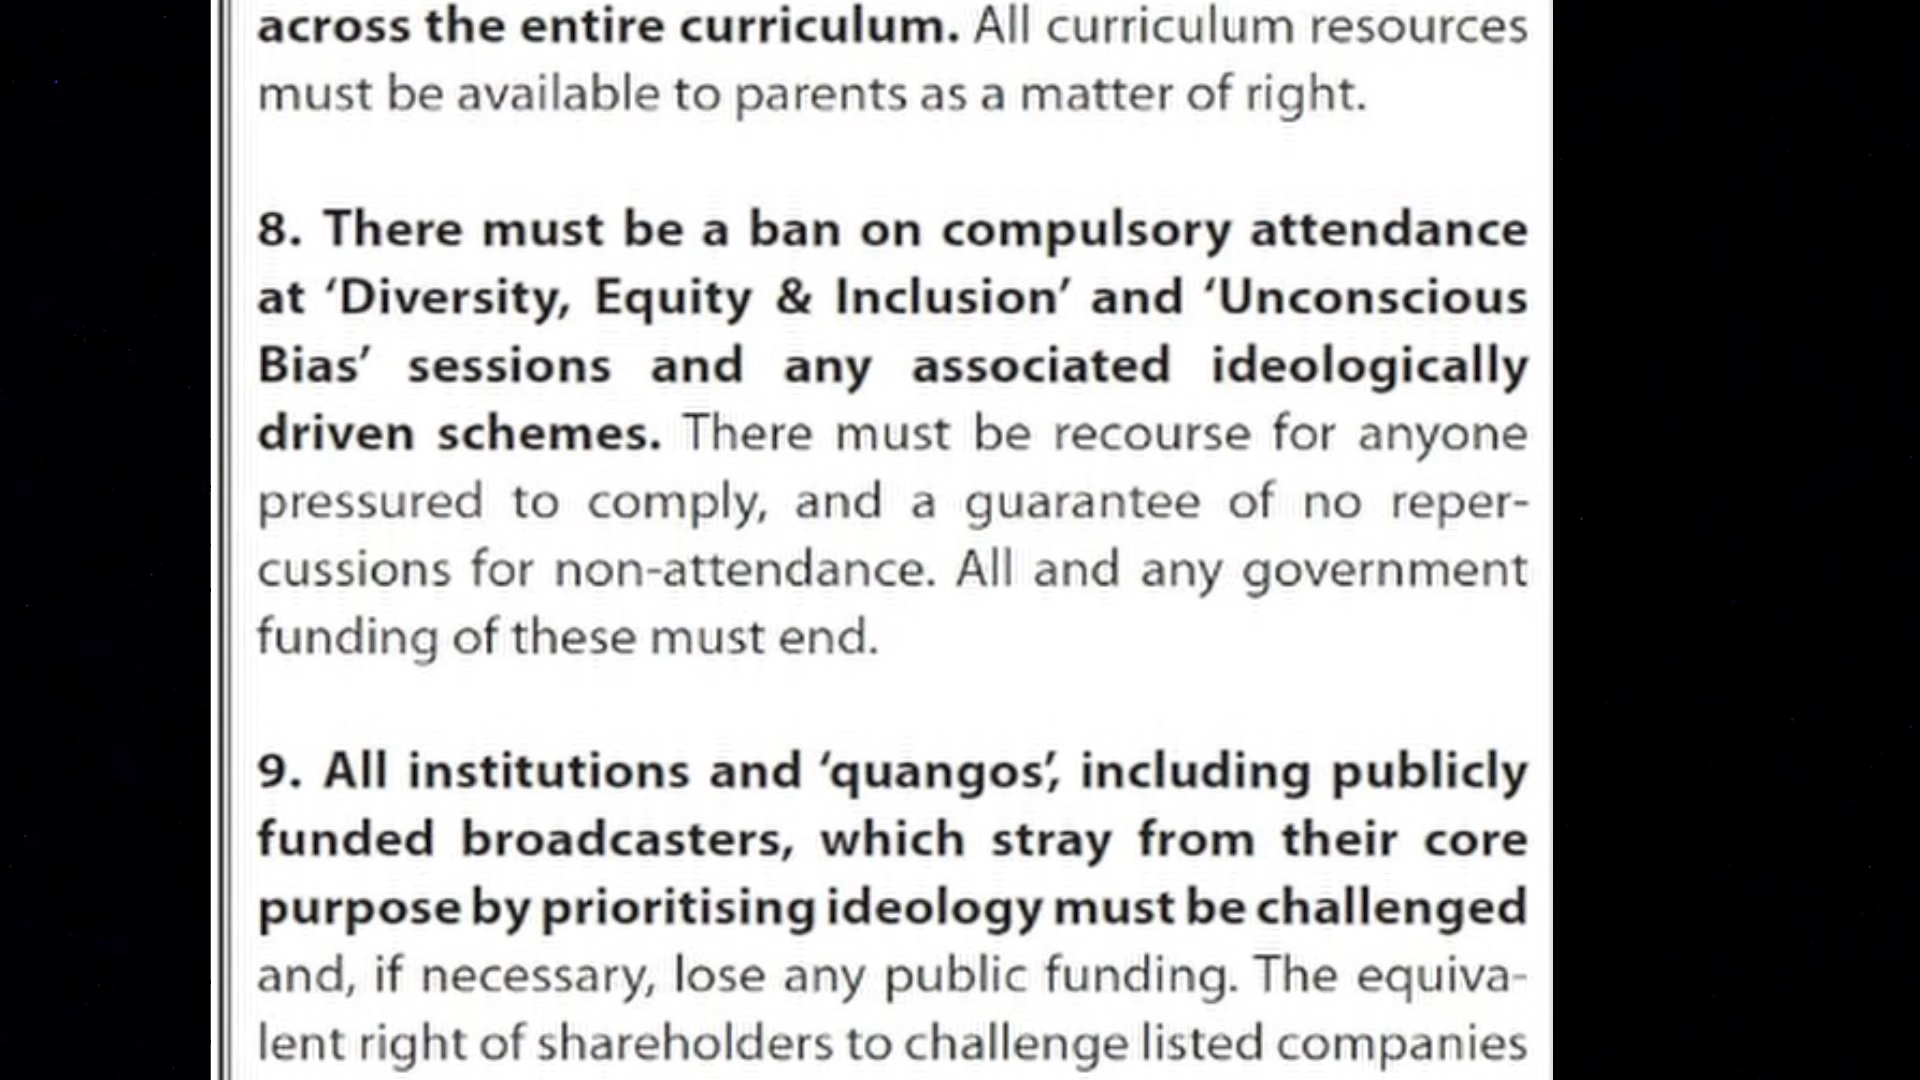 across the entire curriculum. All curriculum resources
must be available to parents as a matter of right.
8. There must be a ban on compulsory attendance
at ‘Diversity, Equity & Inclusion’ and ‘Unconscious
Bias’ sessions and any associated ideologically
driven schemes. There must be recourse for anyone
pressured to comply, and a guarantee of no reper-
cussions for non-attendance. All and any government
funding of these must end.
9. All institutions and ‘quangos’, including publicly
funded broadcasters, which stray from their core
purpose by prioritising ideology must be challenged
and, if necessary, lose any public funding. The equiva-
lent right of shareholders to challenge listed companies